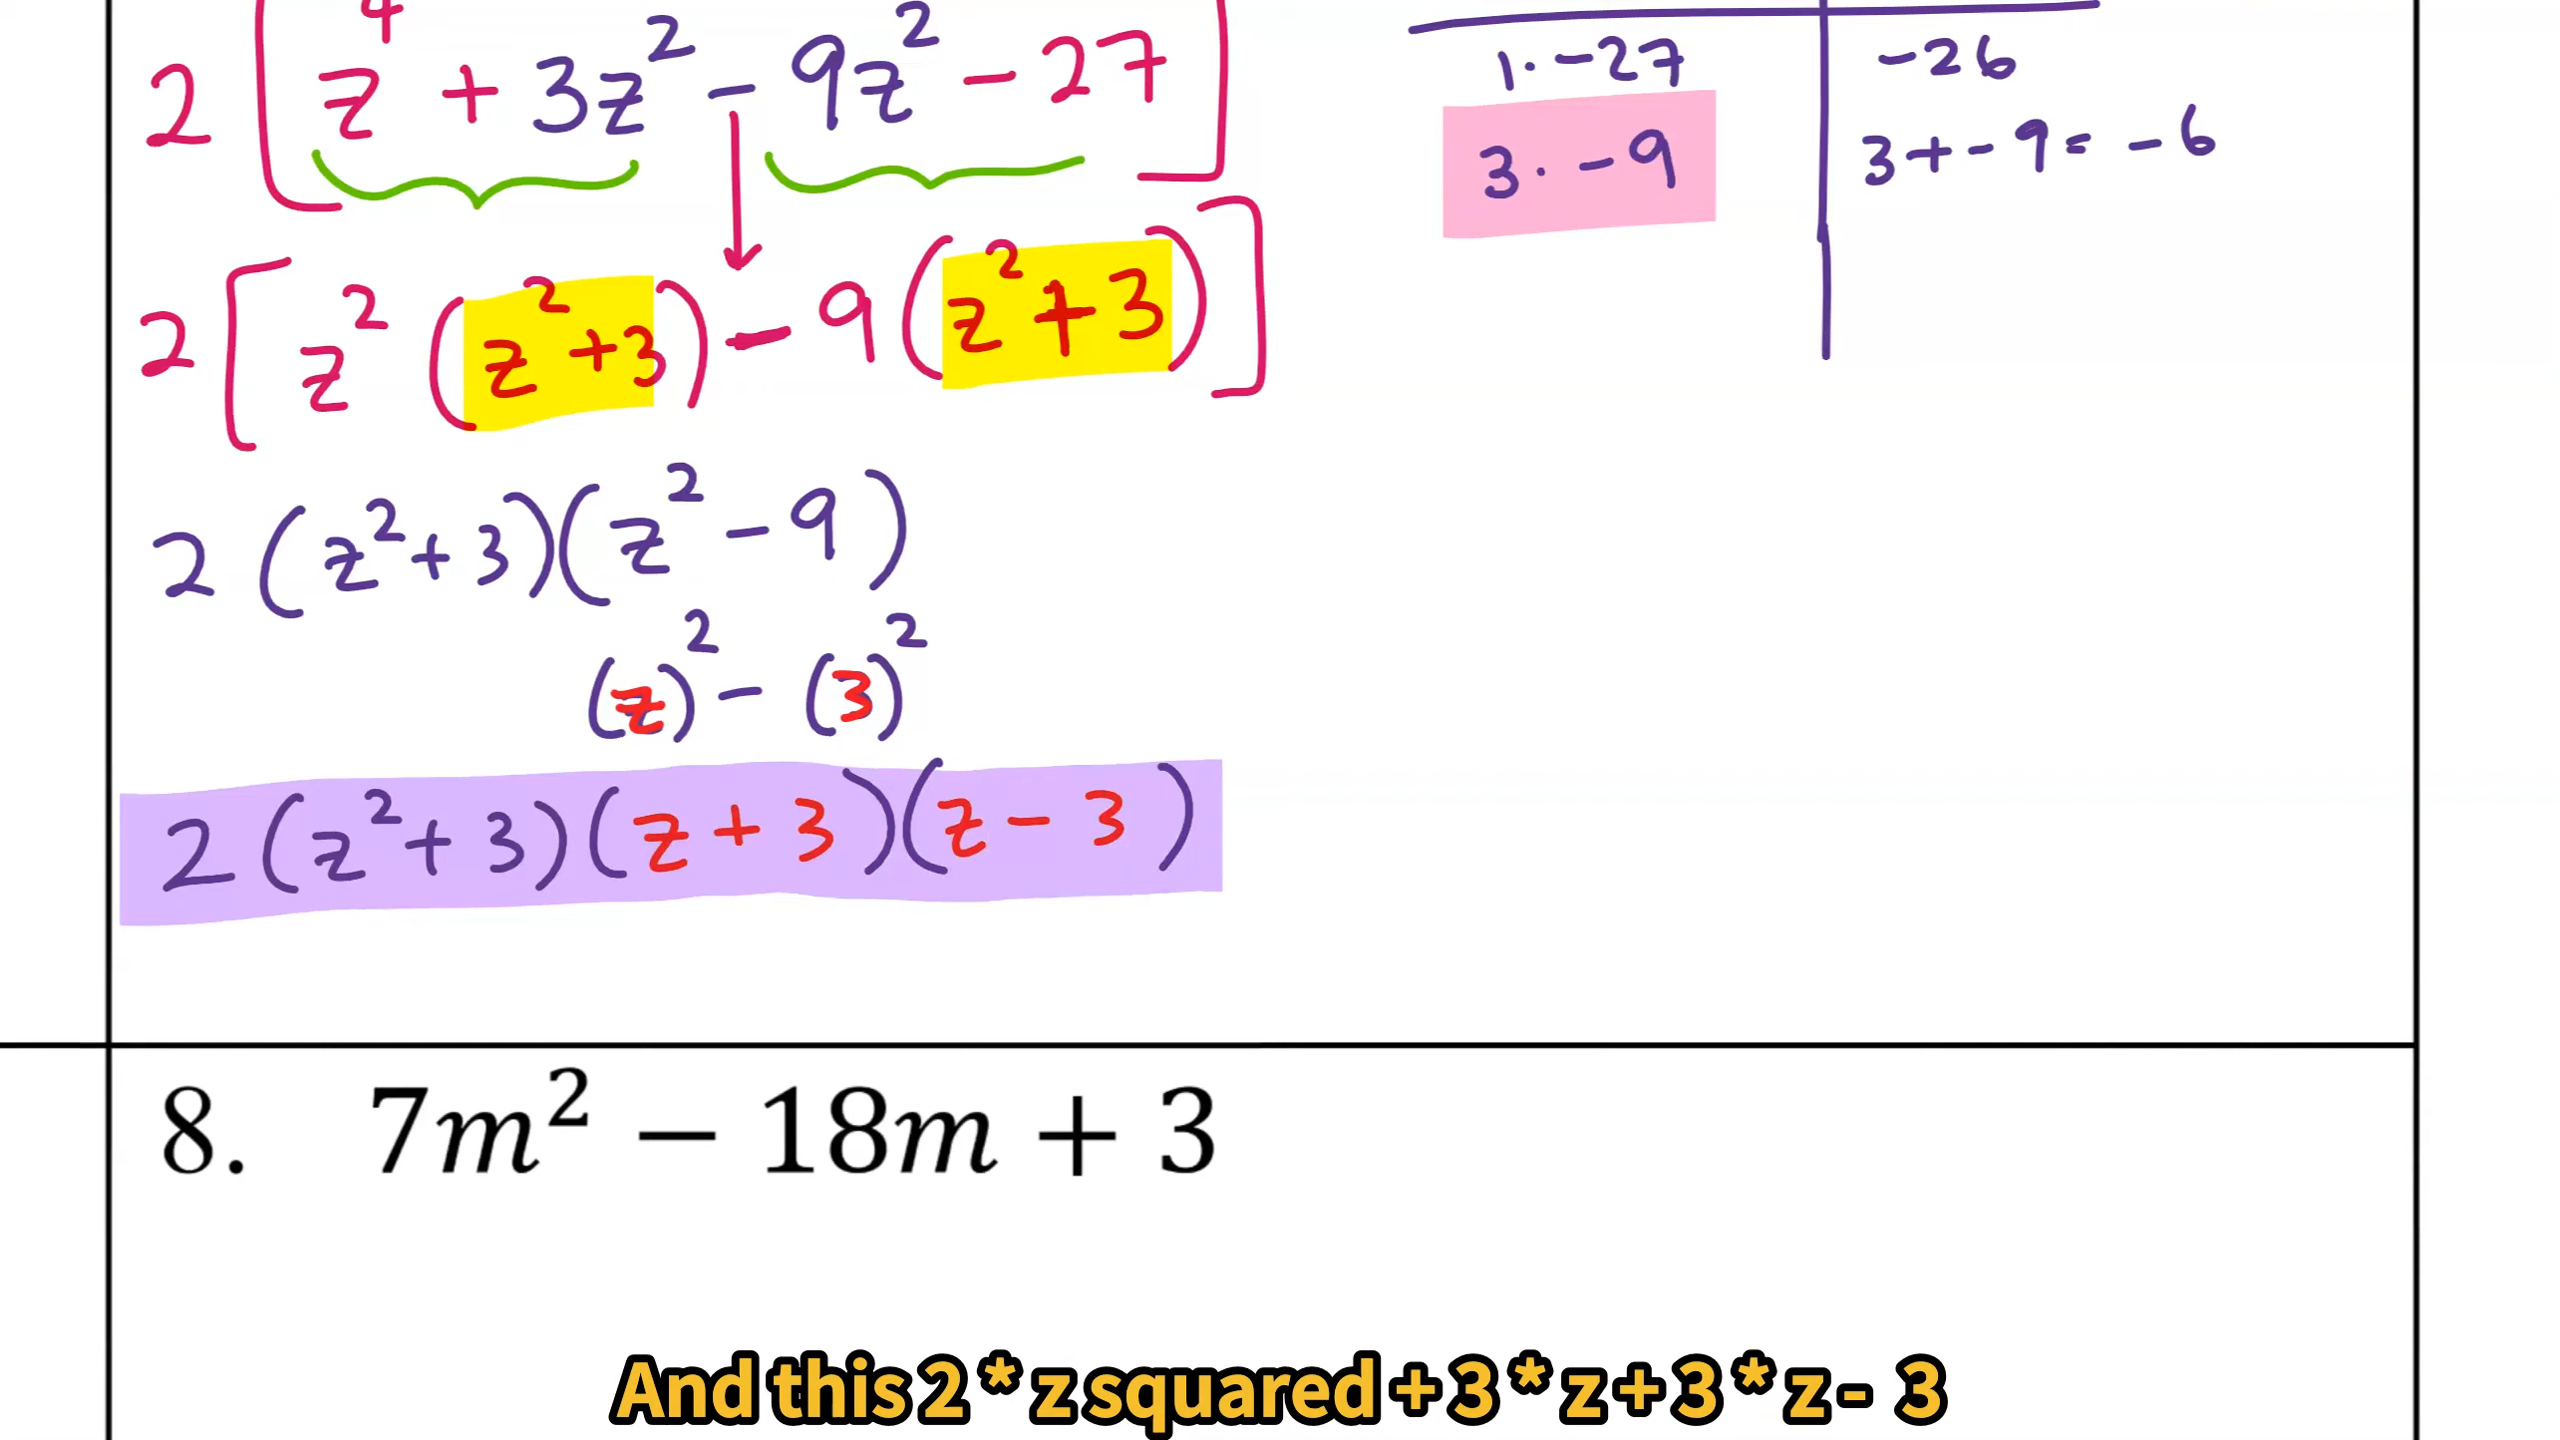 2 [z⁴ + 3z² - 9z² - 27]
2 [z² (z²+3) - 9 (z²+3)]
2 (z²+3)(z² - 9)
(z)² - (3)²
2 (z²+3)(z+3)(z-3)
1 · -27 -26
3 · -9 3+-9= -6
8. 7m² − 18m + 3
And this 2 * z squared + 3 * z + 3 * z - 3